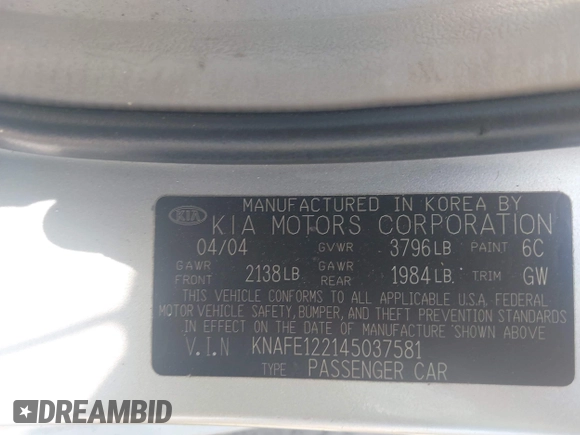 MANUFACTURED IN KOREA BY
KIA KIA MOTORS CORPORATION
04/04 GVWR 3796LB PAINT 6C
GAWR FRONT 2138LB GAWR REAR 1984LB. TRIM GW
THIS VEHICLE CONFORMS TO ALL APPLICABLE U.S.A. FEDERAL
MOTOR VEHICLE SAFETY, BUMPER, AND THEFT PREVENTION STANDARDS
IN EFFECT ON THE DATE OF MANUFACTURE SHOWN ABOVE
V.I.N KNAFE122145037581
TYPE PASSENGER CAR
DREAMBID